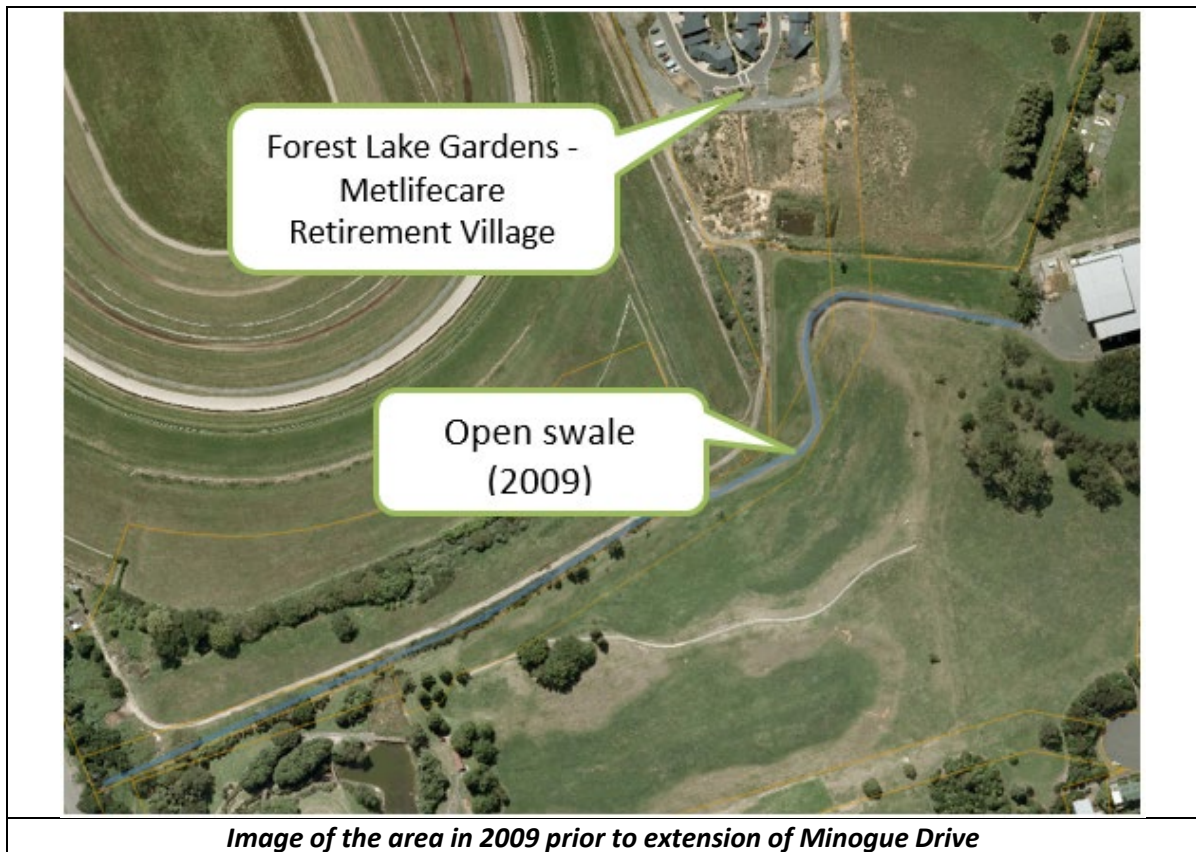 Forest Lake Gardens -
Metlifecare
Retirement Village
Open swale
(2009)
Image of the area in 2009 prior to extension of Minogue Drive